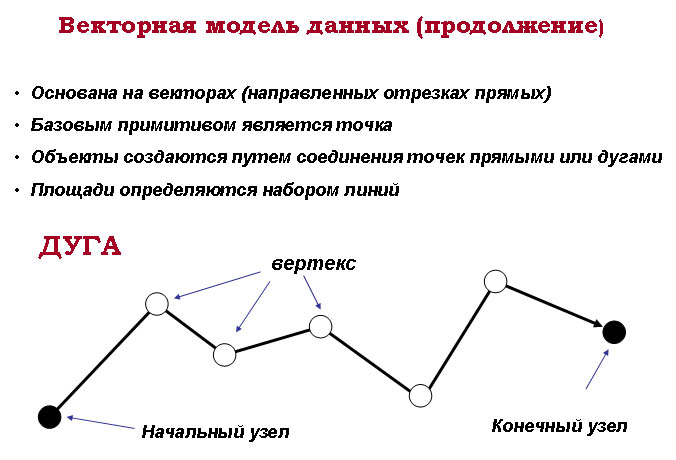 Векторная модель данных (продолжение)
• Основана на векторах (направленных отрезках прямых)
• Базовым примитивом является точка
• Объекты создаются путем соединения точек прямыми или дугами
• Площади определяются набором линий
ДУГА
вертекс
Начальный узел
Конечный узел